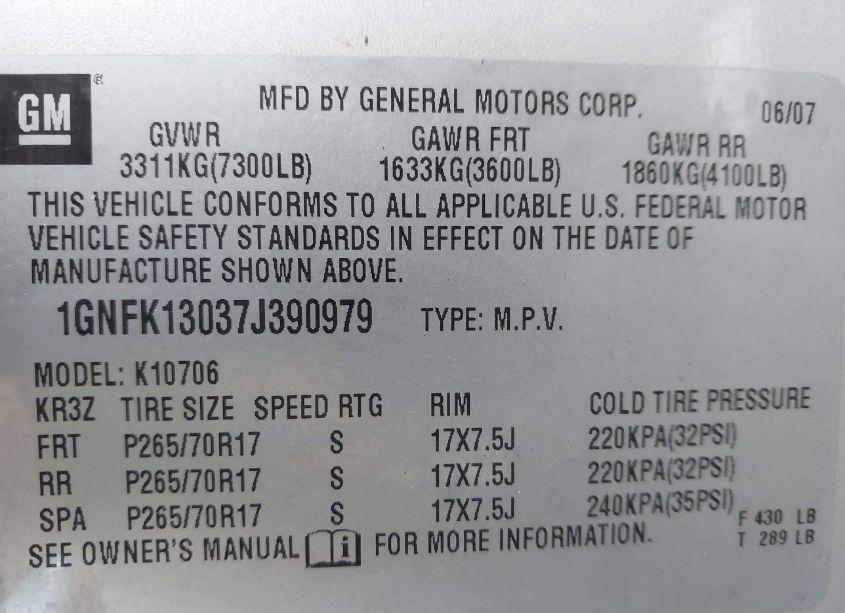 GM ®
MFD BY GENERAL MOTORS CORP. 06/07
GVWR GAWR FRT GAWR RR
3311KG(7300LB) 1633KG(3600LB) 1860KG(4100LB)
THIS VEHICLE CONFORMS TO ALL APPLICABLE U.S. FEDERAL MOTOR
VEHICLE SAFETY STANDARDS IN EFFECT ON THE DATE OF
MANUFACTURE SHOWN ABOVE.
1GNFK13037J390979 TYPE: M.P.V.
MODEL: K10706
KR3Z TIRE SIZE SPEED RTG RIM COLD TIRE PRESSURE
FRT P265/70R17 S 17X7.5J 220KPA(32PSI)
RR P265/70R17 S 17X7.5J 220KPA(32PSI)
SPA P265/70R17 S 17X7.5J 240KPA(35PSI)
F 430 LB
SEE OWNER'S MANUAL i FOR MORE INFORMATION.
T 289 LB